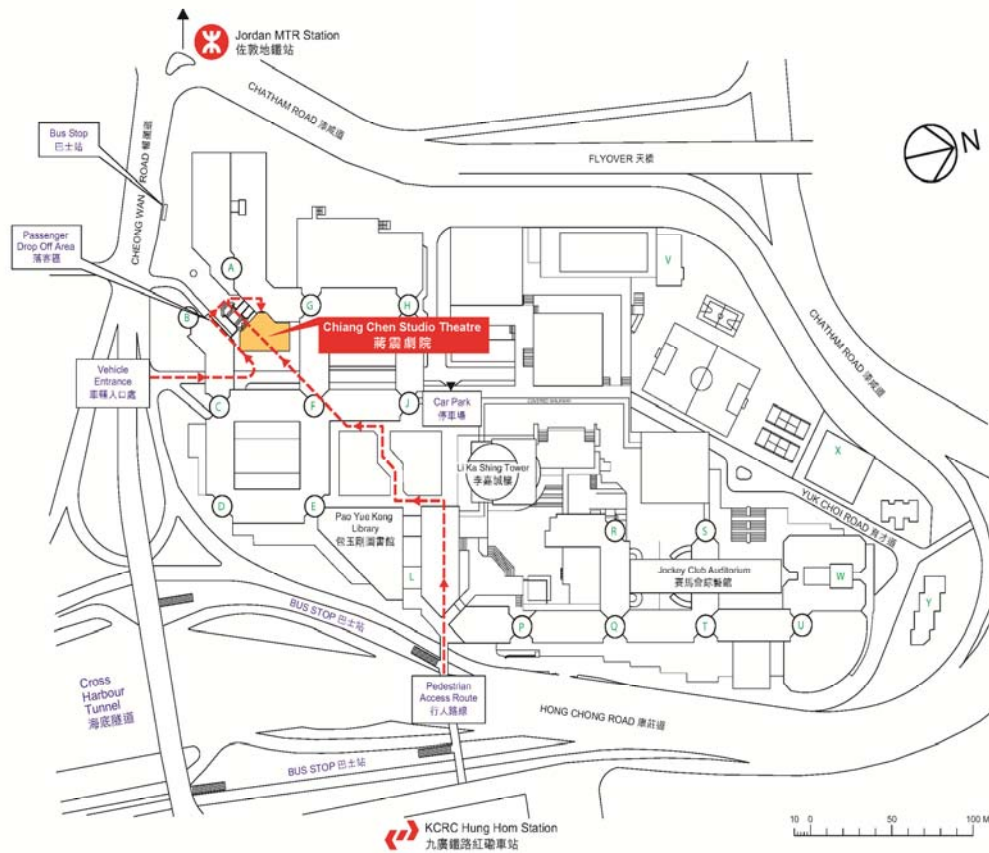 Jordan MTR Station
佐敦地鐵站
CHATHAM ROAD 漆咸道
N
Bus Stop
巴士站
CHEONG WAN ROAD 暢運道
FLYOVER 天橋
Passenger
Drop Off Area
落客區
A
V
B
G
H
Chiang Chen Studio Theatre
蔣震劇院
CHATHAM ROAD 漆咸道
Vehicle
Entrance
車輛入口處
C
F
J
Car Park
停車場
COVERED WALKWAY
X
Li Ka Shing Tower
李嘉誠樓
YUK CHOI ROAD 育才道
D
E
Pao Yue Kong
Library
包玉剛圖書館
R
S
L
Jockey Club Auditorium
賽馬會綜藝館
W
Y
BUS STOP 巴士站
P
Q
T
U
Cross
Harbour
Tunnel
海底隧道
Pedestrian
Access Route
行人路線
HONG CHONG ROAD 康莊道
BUS STOP 巴士站
KCRC Hung Hom Station
九廣鐵路紅磡車站
10 0 50 100 M